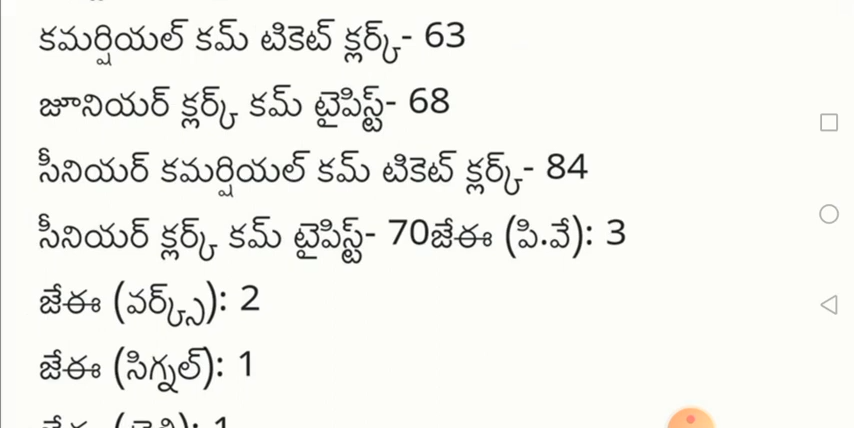 కమర్షియల్ కమ్ టికెట్ క్లర్క్- 63
జూనియర్ క్లర్క్ కమ్ టైపిస్ట్- 68
సీనియర్ కమర్షియల్ కమ్ టికెట్ క్లర్క్- 84
సీనియర్ క్లర్క్ కమ్ టైపిస్ట్- 70జేఈ (పి.వే): 3
జేఈ (వర్క్స్): 2
జేఈ (సిగ్నల్): 1